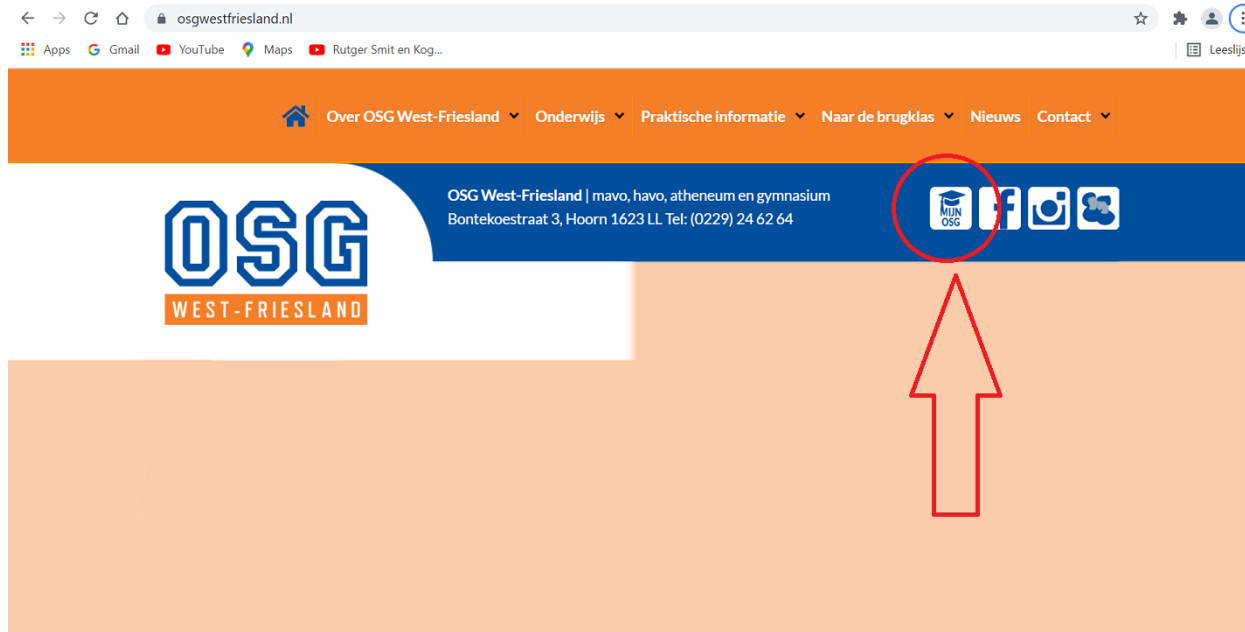 osgwestfriesland.nl
Apps Gmail YouTube Maps Rutger Smit en Kog... Leeslijs
Over OSG West-Friesland Onderwijs Praktische informatie Naar de brugklas Nieuws Contact
OSG West-Friesland | mavo, havo, atheneum en gymnasium
Bontekoestraat 3, Hoorn 1623 LL Tel: (0229) 24 62 64
MIJN
OSG
OSG
WEST-FRIESLAND